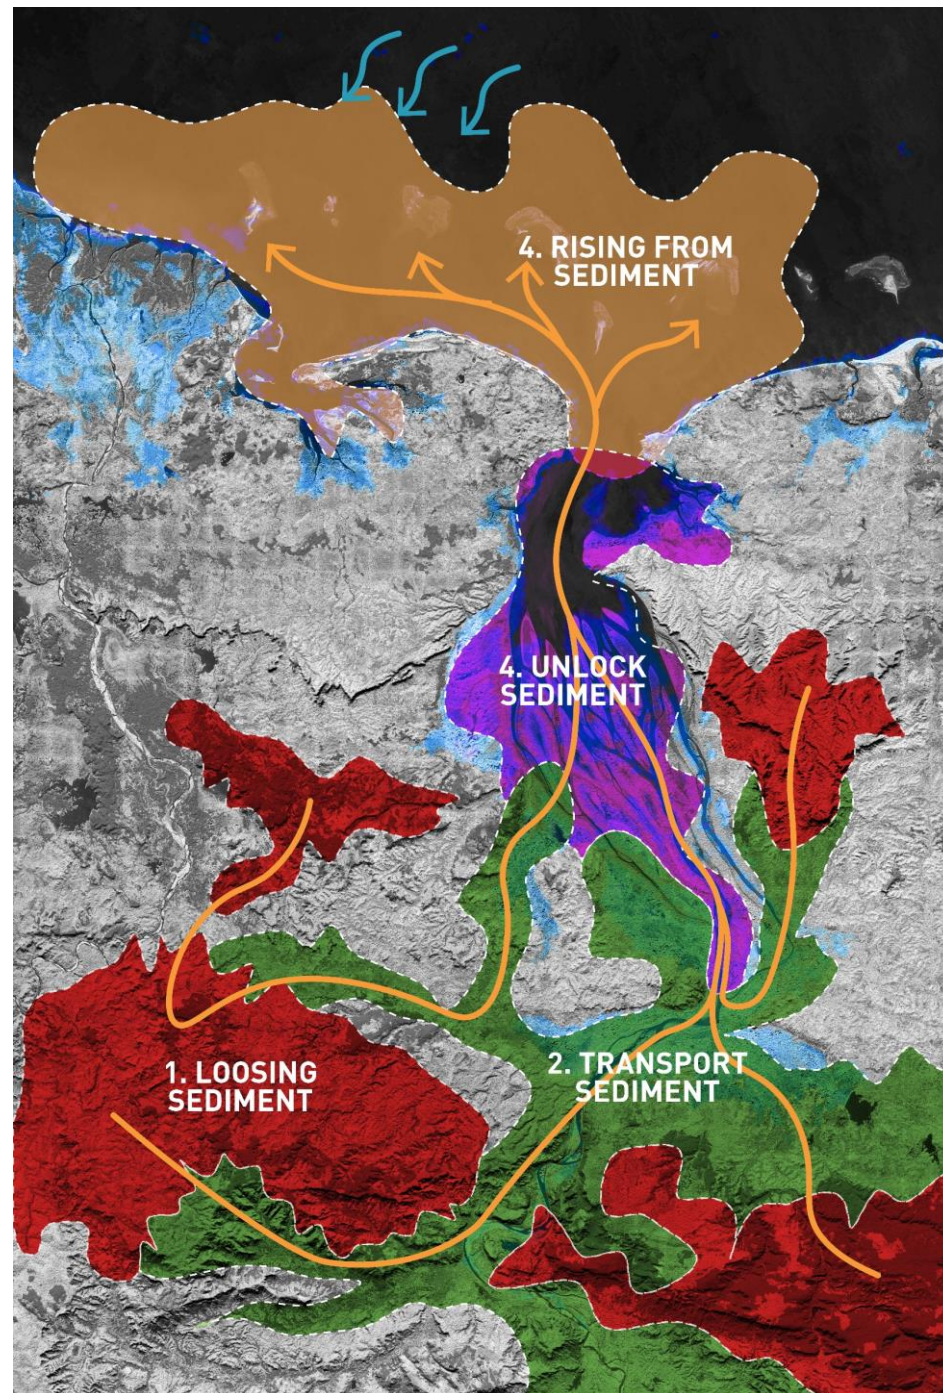 4. RISING FROM
SEDIMENT
4. UNLOCK
SEDIMENT
1. LOOSING
SEDIMENT
2. TRANSPORT
SEDIMENT